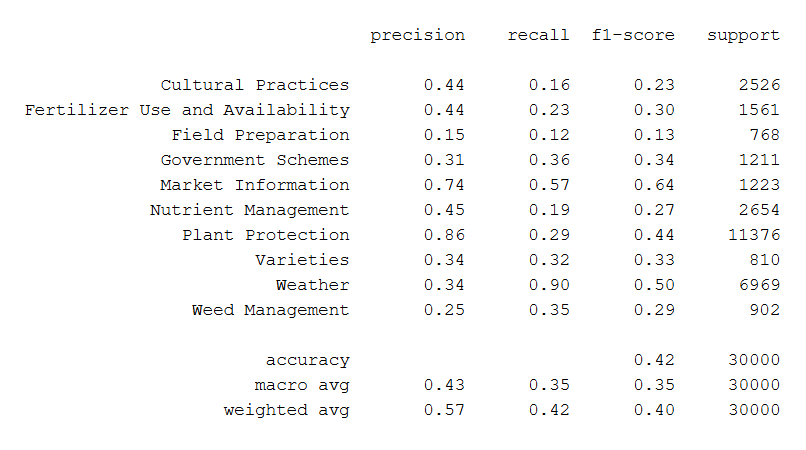 precision recall f1-score support
Cultural Practices 0.44 0.16 0.23 2526
Fertilizer Use and Availability 0.44 0.23 0.30 1561
Field Preparation 0.15 0.12 0.13 768
Government Schemes 0.31 0.36 0.34 1211
Market Information 0.74 0.57 0.64 1223
Nutrient Management 0.45 0.19 0.27 2654
Plant Protection 0.86 0.29 0.44 11376
Varieties 0.34 0.32 0.33 810
Weather 0.34 0.90 0.50 6969
Weed Management 0.25 0.35 0.29 902
accuracy 0.42 30000
macro avg 0.43 0.35 0.35 30000
weighted avg 0.57 0.42 0.40 30000